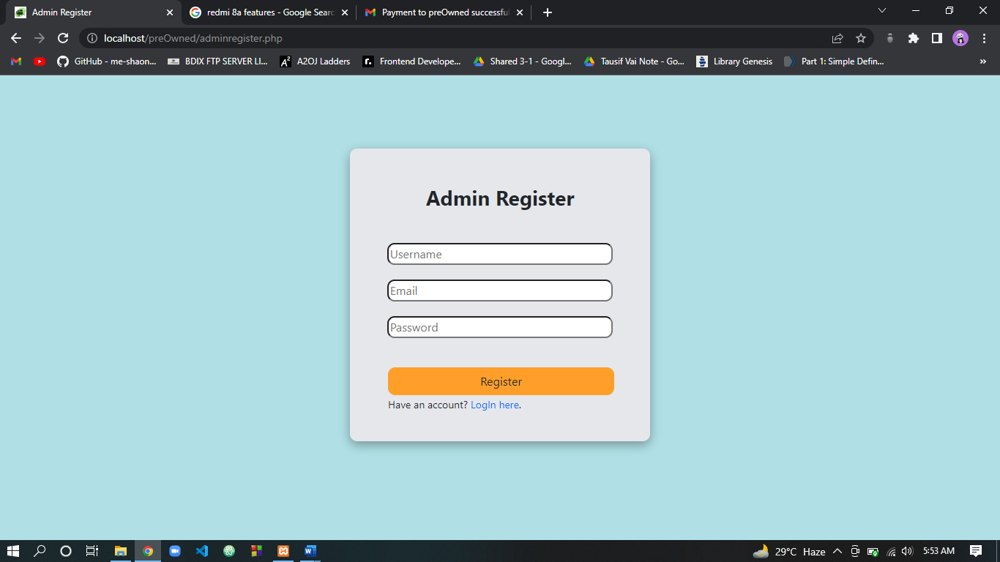 Admin Register
redmi 8a features - Google Searc
Payment to preOwned successful
localhost/preOwned/adminregister.php
GitHub - me-shaon...
BDIX FTP SERVER LI...
A2OJ Ladders
Frontend Develope...
Shared 3-1 - Googl...
Tausif Vai Note - Go...
Library Genesis
Part 1: Simple Defin...
Admin Register
Username
Email
Password
Register
Have an account? LogIn here.
29°C Haze
5:53 AM